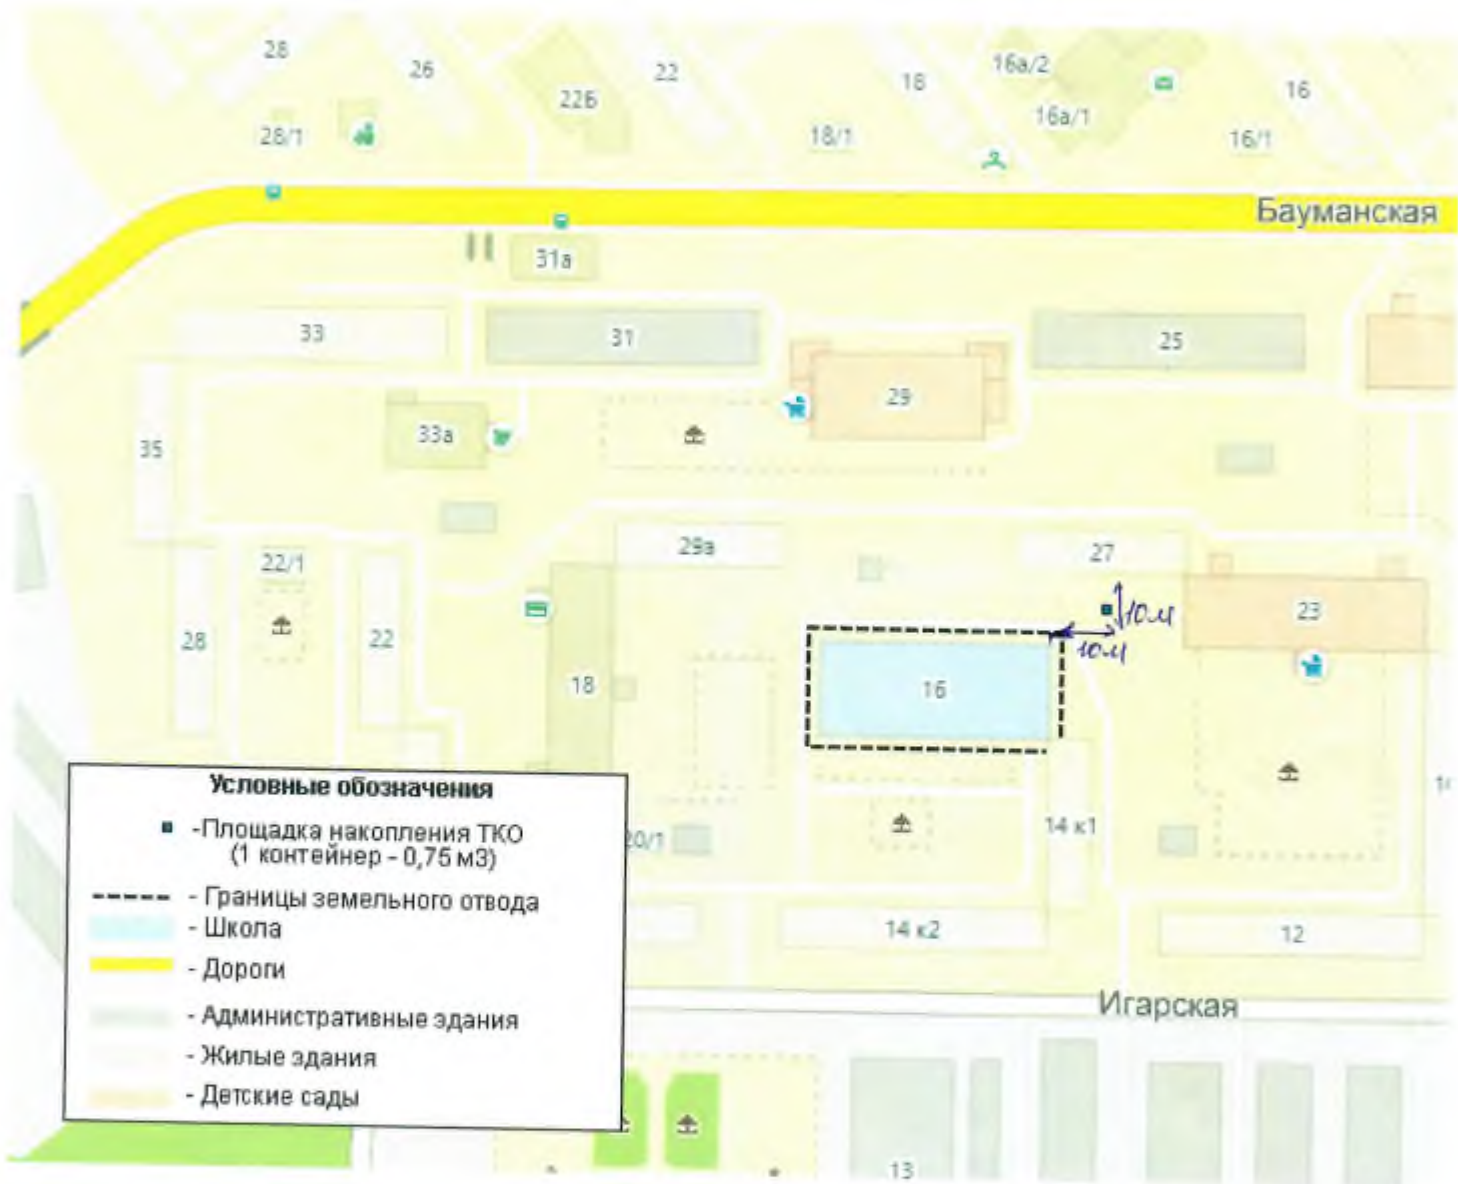 28
26
22Б
22
18
16а/2
16
28/1
18/1
16а/1
16/1
Бауманская
31а
33
31
25
29
35
33а
29а
27
22/1
10м
10м
28
22
23
18
16
Условные обозначения
-Площадка накопления ТКО
(1 контейнер - 0,75 м3)
- Границы земельного отвода
- Школа
- Дороги
- Административные здания
- Жилые здания
- Детские сады
20/1
14 к1
14 к2
12
Игарская
13